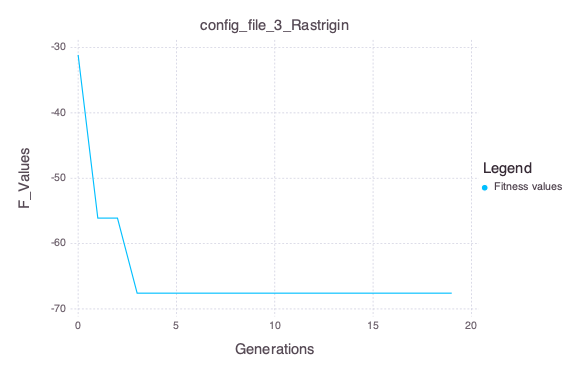 config_file_3_Rastrigin
F_Values
-30
-40
-50
-60
-70
0 5 10 15 20
Generations
Legend
Fitness values